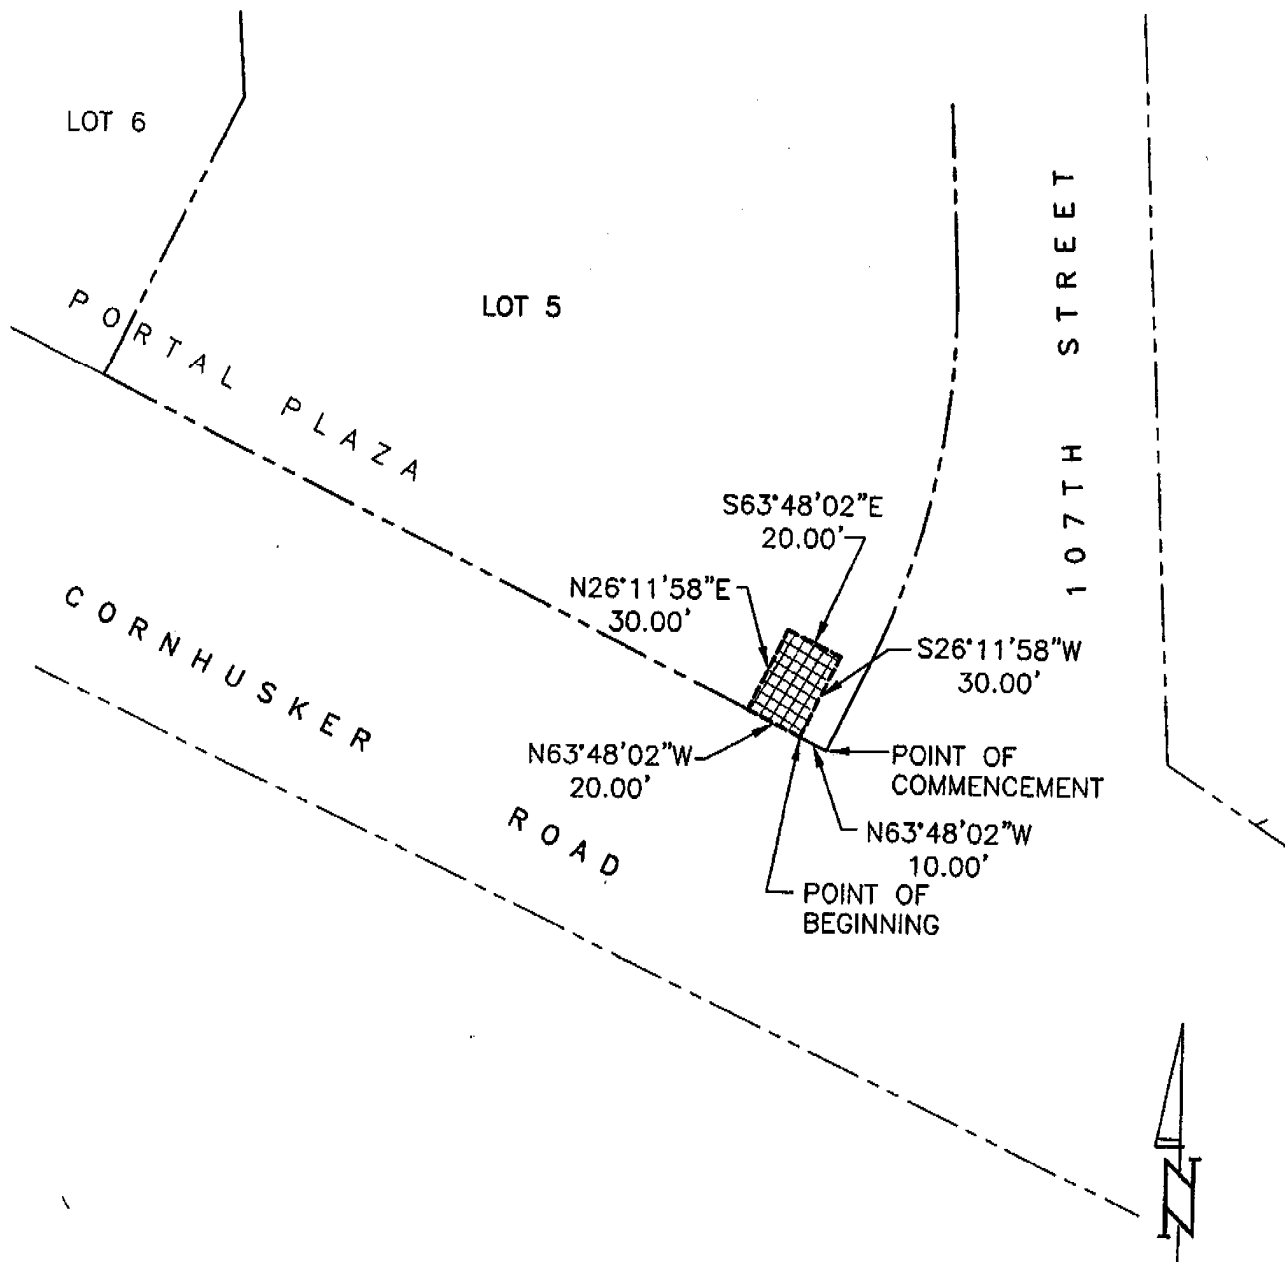 LOT 6
LOT 5
PORTAL PLAZA
107TH STREET
S63°48'02"E
20.00'
N26°11'58"E
30.00'
S26°11'58"W
30.00'
CORNHUSKER ROAD
N63°48'02"W
20.00'
POINT OF
COMMENCEMENT
N63°48'02"W
10.00'
POINT OF
BEGINNING
N